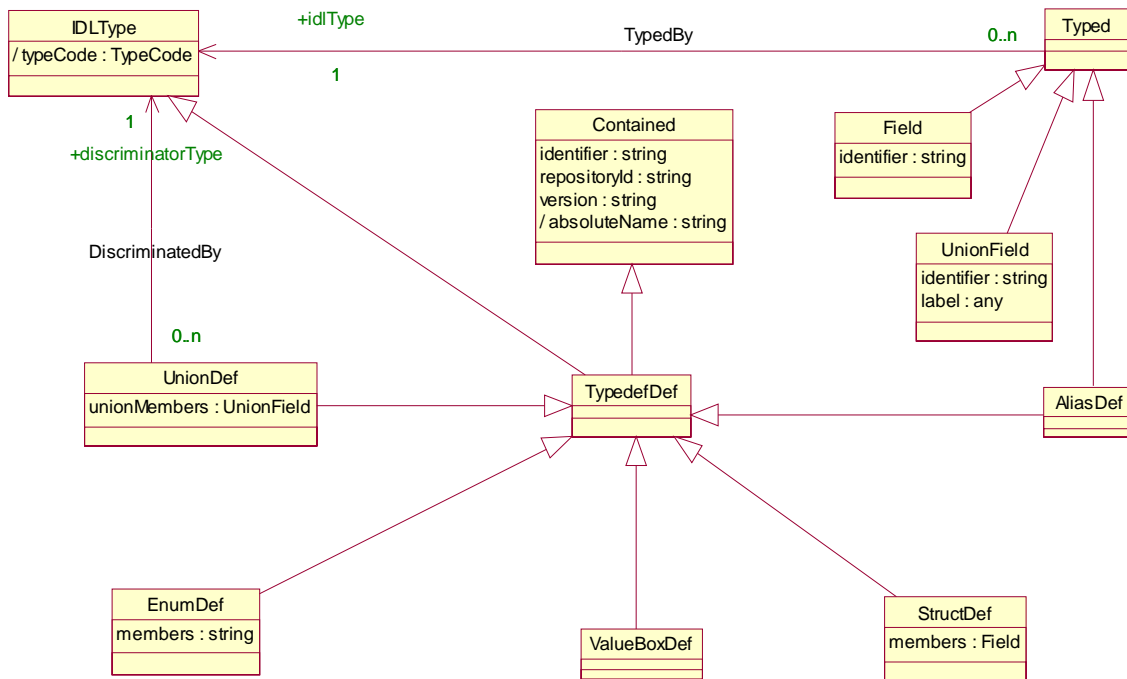 IDLType
/ typeCode : TypeCode
+idlType
TypedBy
0..n
1
Typed
1
+discriminatorType
DiscriminatedBy
0..n
Contained
identifier : string
repositoryId : string
version : string
/ absoluteName : string
Field
identifier : string
UnionField
identifier : string
label : any
UnionDef
unionMembers : UnionField
TypedefDef
AliasDef
EnumDef
members : string
ValueBoxDef
StructDef
members : Field